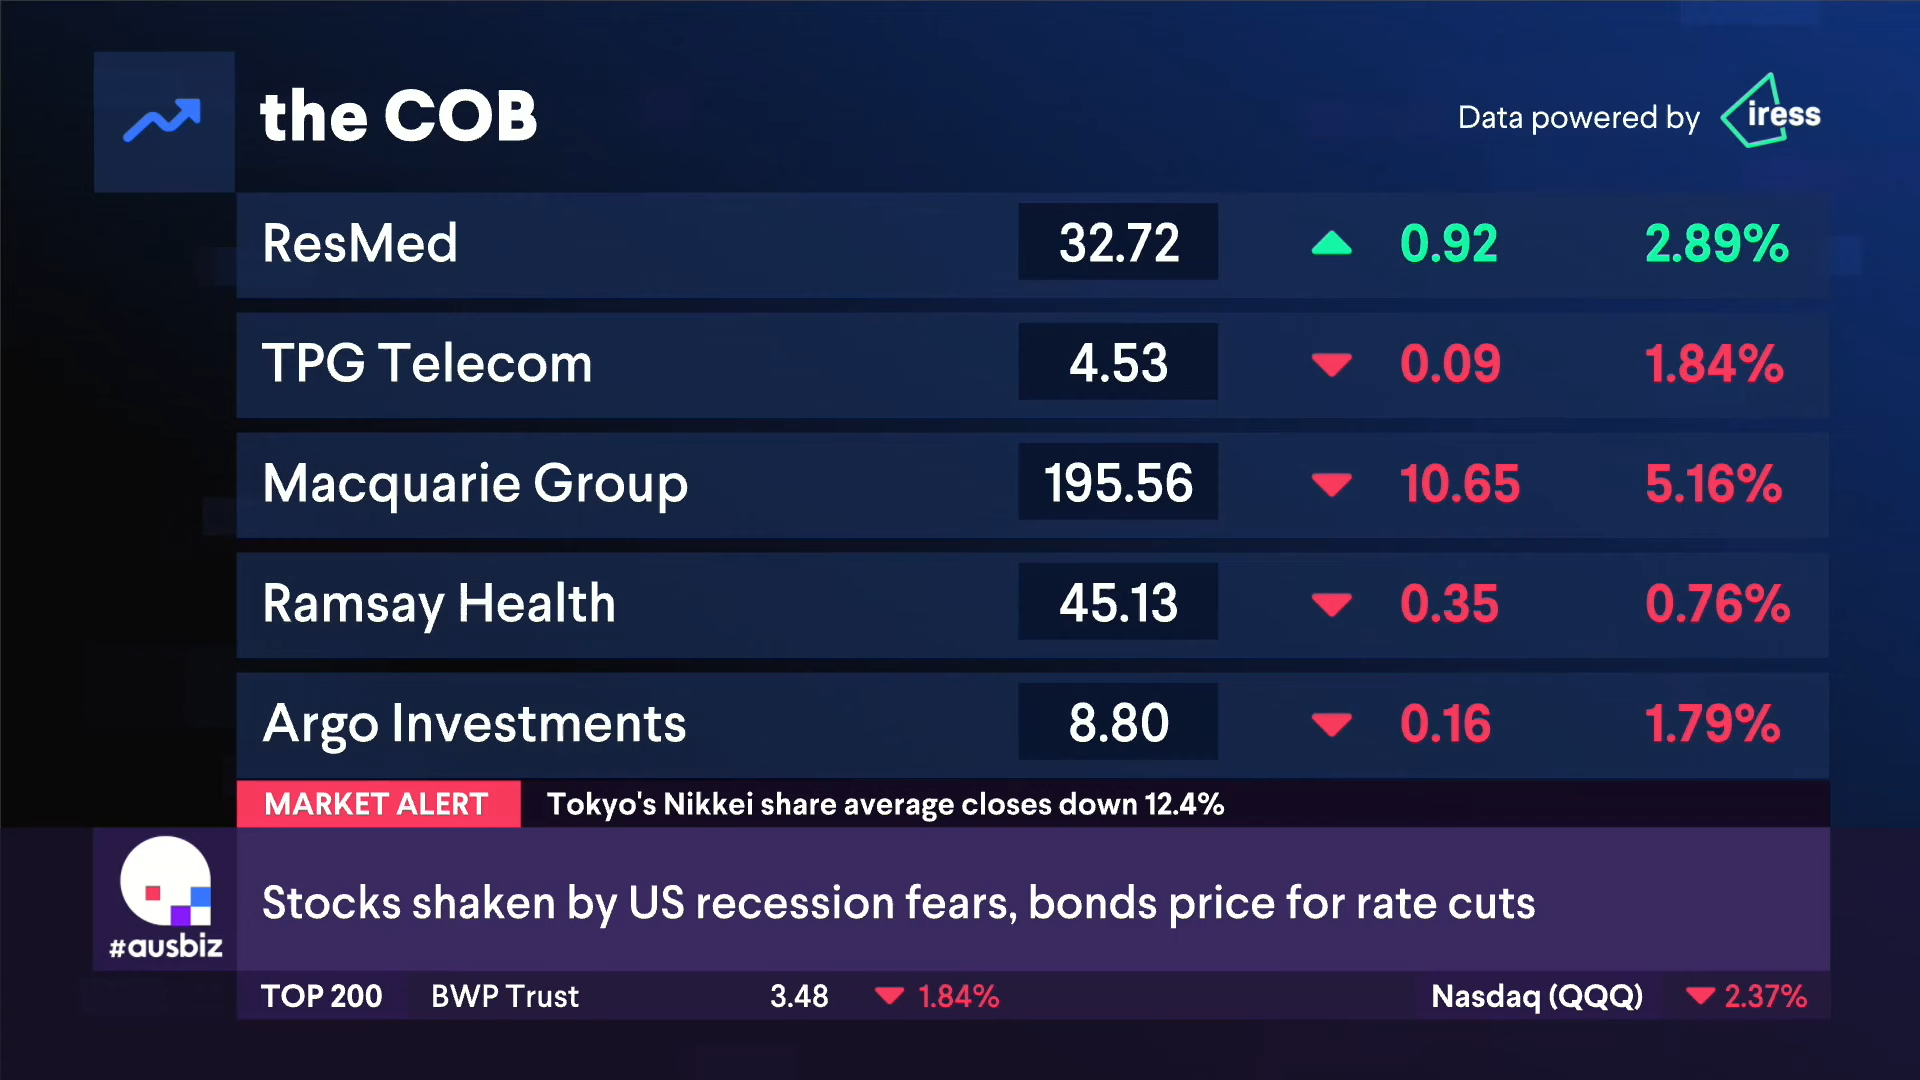 the COB
Data powered by iress
ResMed 32.72 ▲ 0.92 2.89%
TPG Telecom 4.53 ▼ 0.09 1.84%
Macquarie Group 195.56 ▼ 10.65 5.16%
Ramsay Health 45.13 ▼ 0.35 0.76%
Argo Investments 8.80 ▼ 0.16 1.79%
MARKET ALERT Tokyo's Nikkei share average closes down 12.4%
Stocks shaken by US recession fears, bonds price for rate cuts
#ausbiz
TOP 200 BWP Trust 3.48 ▼ 1.84% Nasdaq (QQQ) ▼ 2.37%